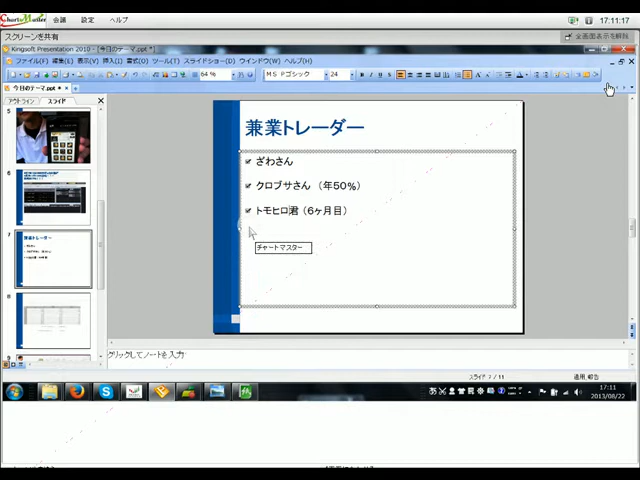 ChartMaster 会議 設定 ヘルプ 17:11:17
スクリーンを共有 全画面表示を解除
Kingsoft Presentation 2010 - [今日のテーマ.ppt *]
ファイル(F) 編集(E) 表示(V) 挿入(I) 書式(O) ツール(T) スライドショー(D) ウインドウ(W) ヘルプ(H)
64 % MS Pゴシック 24
今日のテーマ.ppt *
アウトライン スライド
5
6
7
8
9
兼業トレーダー
ざわさん
クロブサさん (年50%)
トモヒロ君 (6ヶ月目)
チャートマスター
クリックしてノートを入力
スライド 7 / 11
17:11
2013/08/22